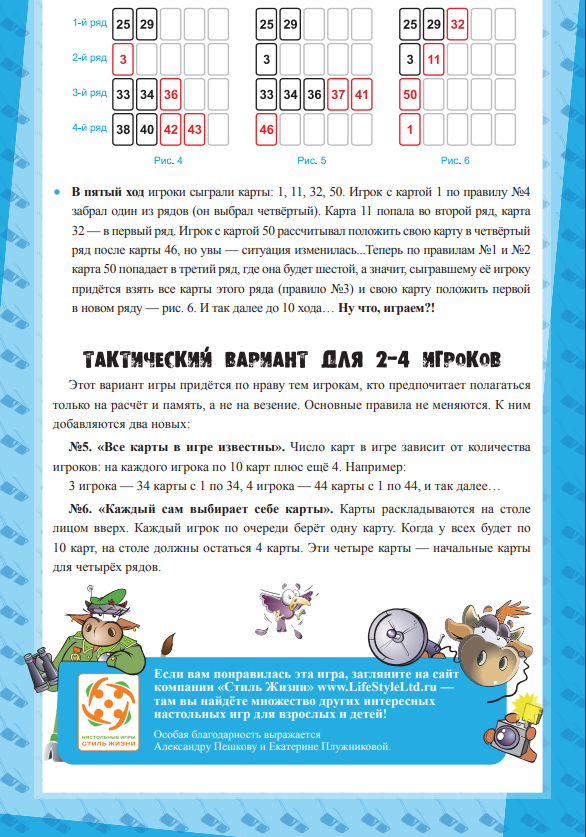 1-й ряд 25 29 25 29 25 29 32
2-й ряд 3 3 3 11
3-й ряд 33 34 36 33 34 36 37 41 50
4-й ряд 38 40 42 43 46 1
Рис. 4 Рис. 5 Рис. 6
• В пятый ход игроки сыграли карты: 1, 11, 32, 50. Игрок с картой 1 по правилу №4
забрал один из рядов (он выбрал четвёртый). Карта 11 попала во второй ряд, карта
32 — в первый ряд. Игрок с картой 50 рассчитывал положить свою карту в четвёртый
ряд после карты 46, но увы — ситуация изменилась...Теперь по правилам №1 и №2
карта 50 попадает в третий ряд, где она будет шестой, а значит, сыгравшему её игроку
придётся взять все карты этого ряда (правило №3) и свою карту положить первой
в новом ряду — рис. 6. И так далее до 10 хода… Ну что, играем?!
ТАКТИЧЕСКИЙ ВАРИАНТ ДЛЯ 2–4 ИГРОКОВ
Этот вариант игры придётся по нраву тем игрокам, кто предпочитает полагаться
только на расчёт и память, а не на везение. Основные правила не меняются. К ним
добавляются два новых:
№5. «Все карты в игре известны». Число карт в игре зависит от количества
игроков: на каждого игрока по 10 карт плюс ещё 4. Например:
3 игрока — 34 карты с 1 по 34, 4 игрока — 44 карты с 1 по 44, и так далее…
№6. «Каждый сам выбирает себе карты». Карты раскладываются на столе
лицом вверх. Каждый игрок по очереди берёт одну карту. Когда у всех будет по
10 карт, на столе должны остаться 4 карты. Эти четыре карты — начальные карты
для четырёх рядов.
Если вам понравилась эта игра, загляните на сайт
компании «Стиль Жизни» www.LifeStyleLtd.ru —
там вы найдёте множество других интересных
настольных игр для взрослых и детей!
Особая благодарность выражается
Александру Пешкову и Екатерине Плужниковой.
НАСТОЛЬНЫЕ ИГРЫ
СТИЛЬ ЖИЗНИ